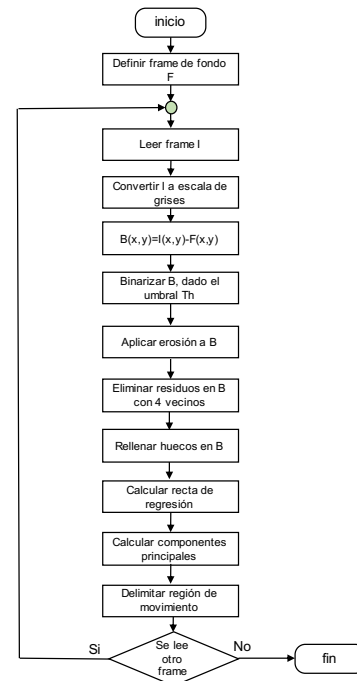 inicio
Definir frame de fondo
F
Leer frame I
Convertir I a escala de
grises
B(x,y)=I(x,y)-F(x,y)
Binarizar B, dado el
umbral Th
Aplicar erosión a B
Eliminar residuos en B
con 4 vecinos
Rellenar huecos en B
Calcular recta de
regresión
Calcular componentes
principales
Delimitar región de
movimiento
Si
Se lee
otro
frame
No
fin